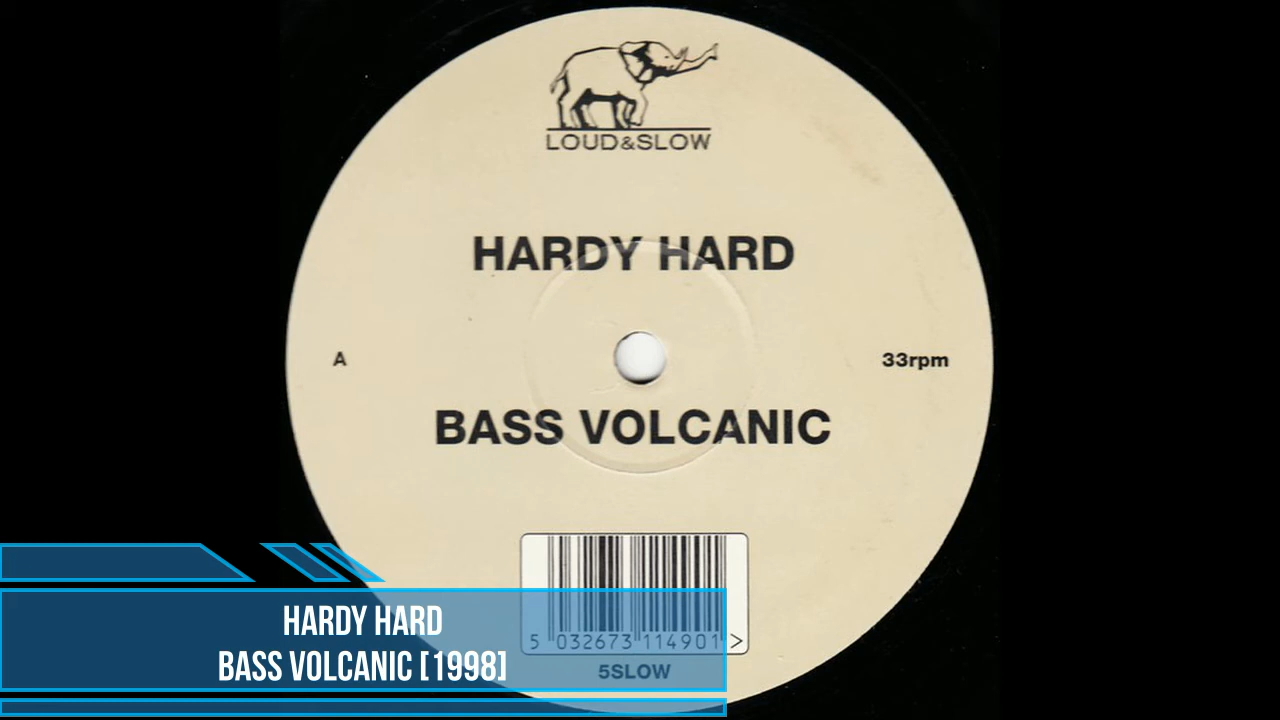 LOUD&SLOW
HARDY HARD
A
33rpm
BASS VOLCANIC
5 032673 114901 >
5SLOW
HARDY HARD
BASS VOLCANIC [1998]